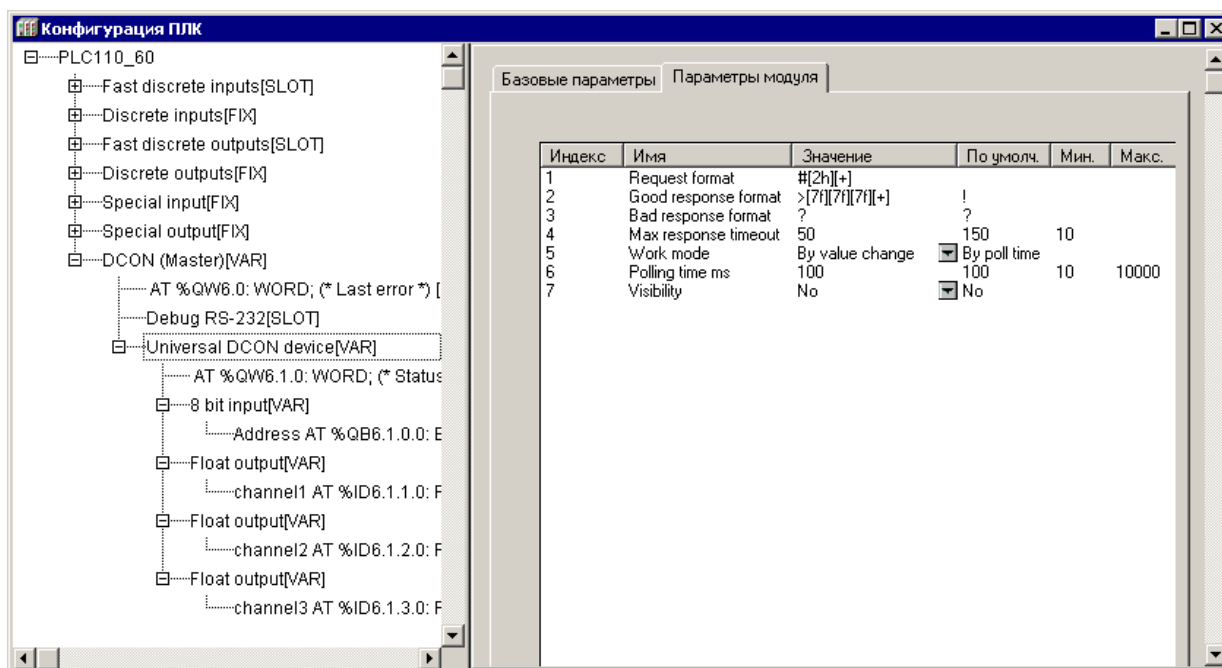 Конфигурация ПЛК
PLC110_60
Fast discrete inputs[SLOT]
Discrete inputs[FIX]
Fast discrete outputs[SLOT]
Discrete outputs[FIX]
Special input[FIX]
Special output[FIX]
DCON (Master)[VAR]
AT %QW6.0: WORD; (* Last error *) [
Debug RS-232[SLOT]
Universal DCON device[VAR]
AT %QW6.1.0: WORD; (* Status
8 bit input[VAR]
Address AT %QB6.1.0.0: E
Float output[VAR]
channel1 AT %ID6.1.1.0: F
Float output[VAR]
channel2 AT %ID6.1.2.0: F
Float output[VAR]
channel3 AT %ID6.1.3.0: F
Базовые параметры Параметры модуля
Индекс Имя Значение По умолч. Мин. Макс.
1 Request format #[2h][+]
2 Good response format >[7f][7f][7f][+] !
3 Bad response format ? ?
4 Max response timeout 50 150 10
5 Work mode By value change By poll time
6 Polling time ms 100 100 10 10000
7 Visibility No No